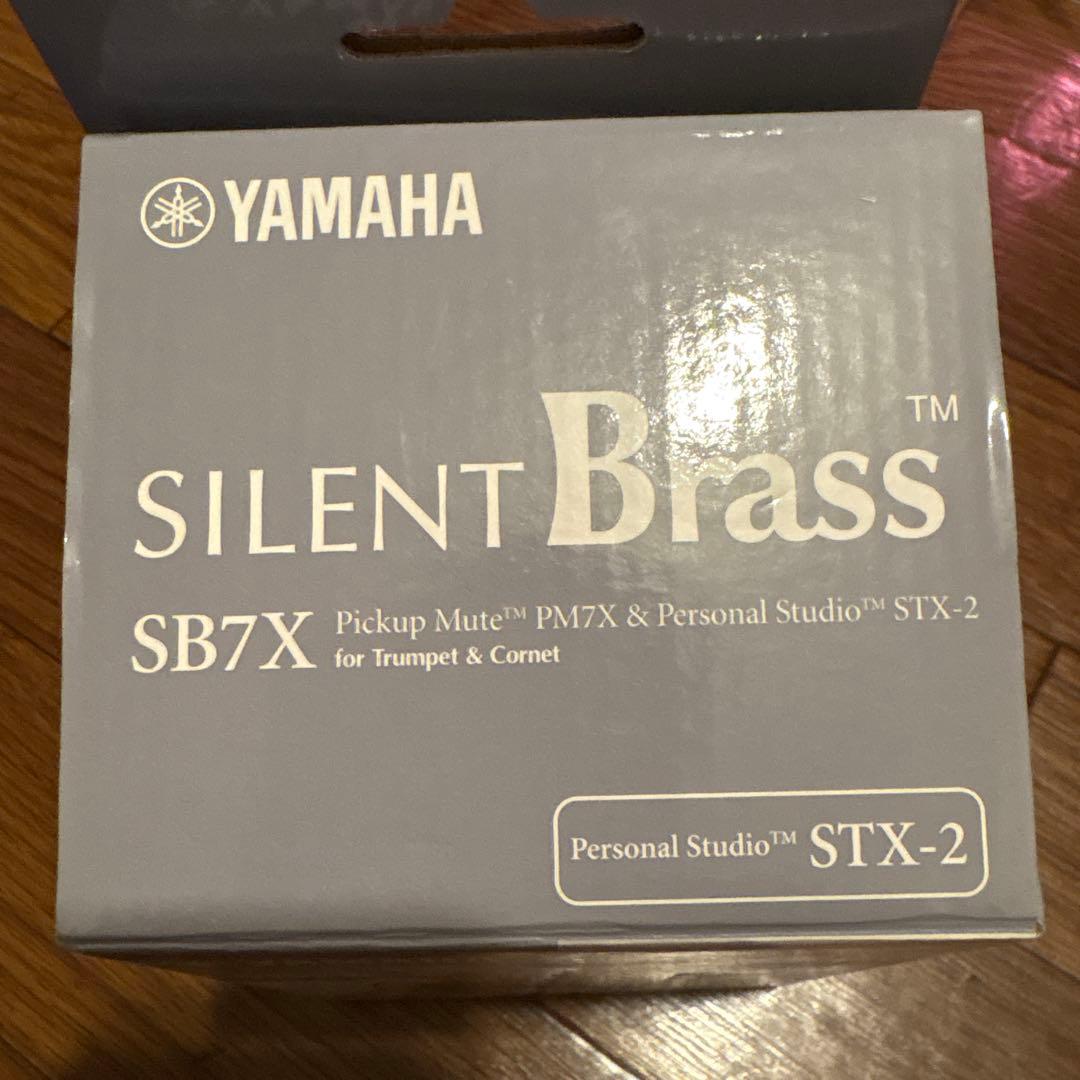 YAMAHA
SILENT Brass™
SB7X Pickup Mute™ PM7X & Personal Studio™ STX-2
for Trumpet & Cornet
Personal Studio™ STX-2